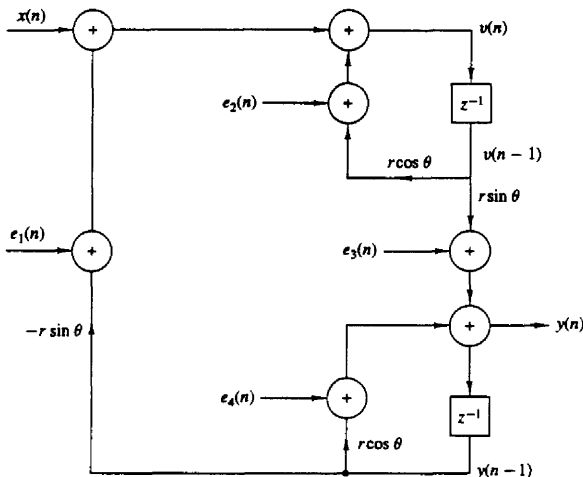 x(n)
+
+
v(n)
e₂(n)
+
z⁻¹
r cos θ
v(n − 1)
r sin θ
e₁(n)
+
e₃(n)
+
−r sin θ
+
y(n)
e₄(n)
+
z⁻¹
r cos θ
y(n − 1)